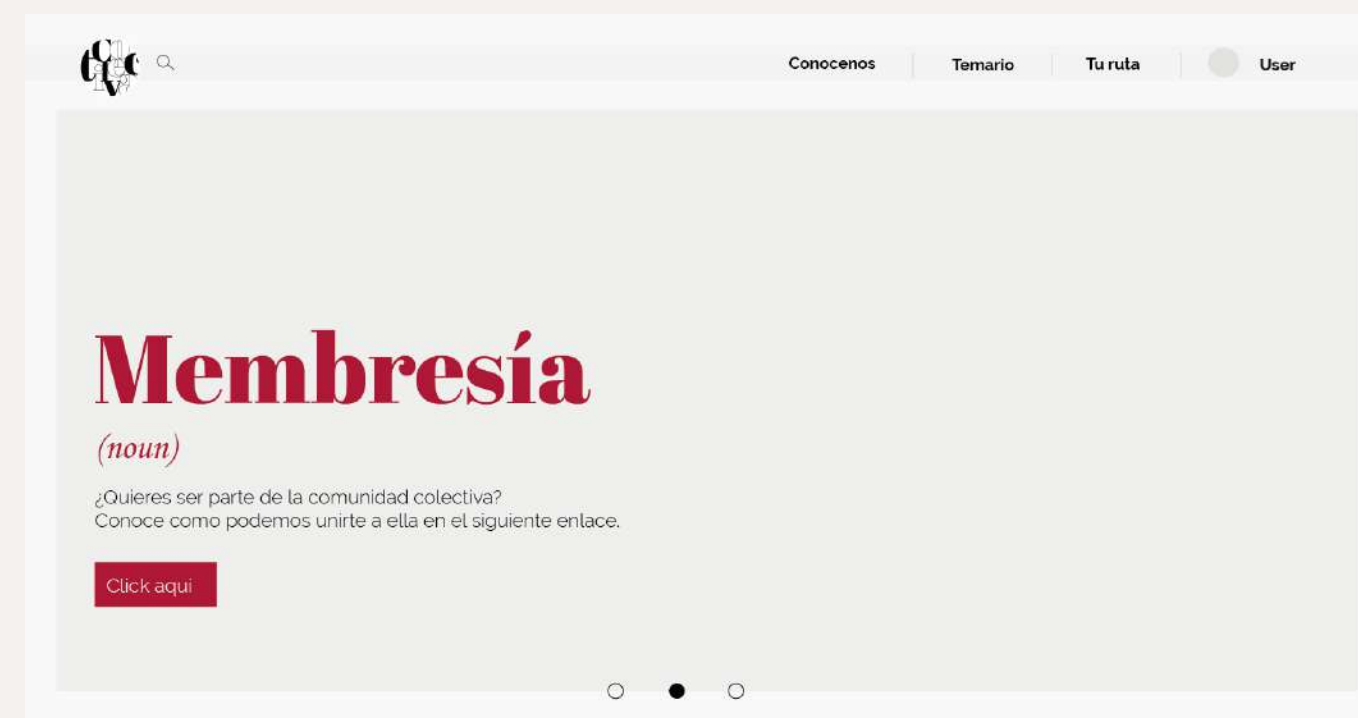 Conocenos
Temario
Tu ruta
User
Membresía
(noun)
¿Quieres ser parte de la comunidad colectiva?
Conoce como podemos unirte a ella en el siguiente enlace.
Click aqui